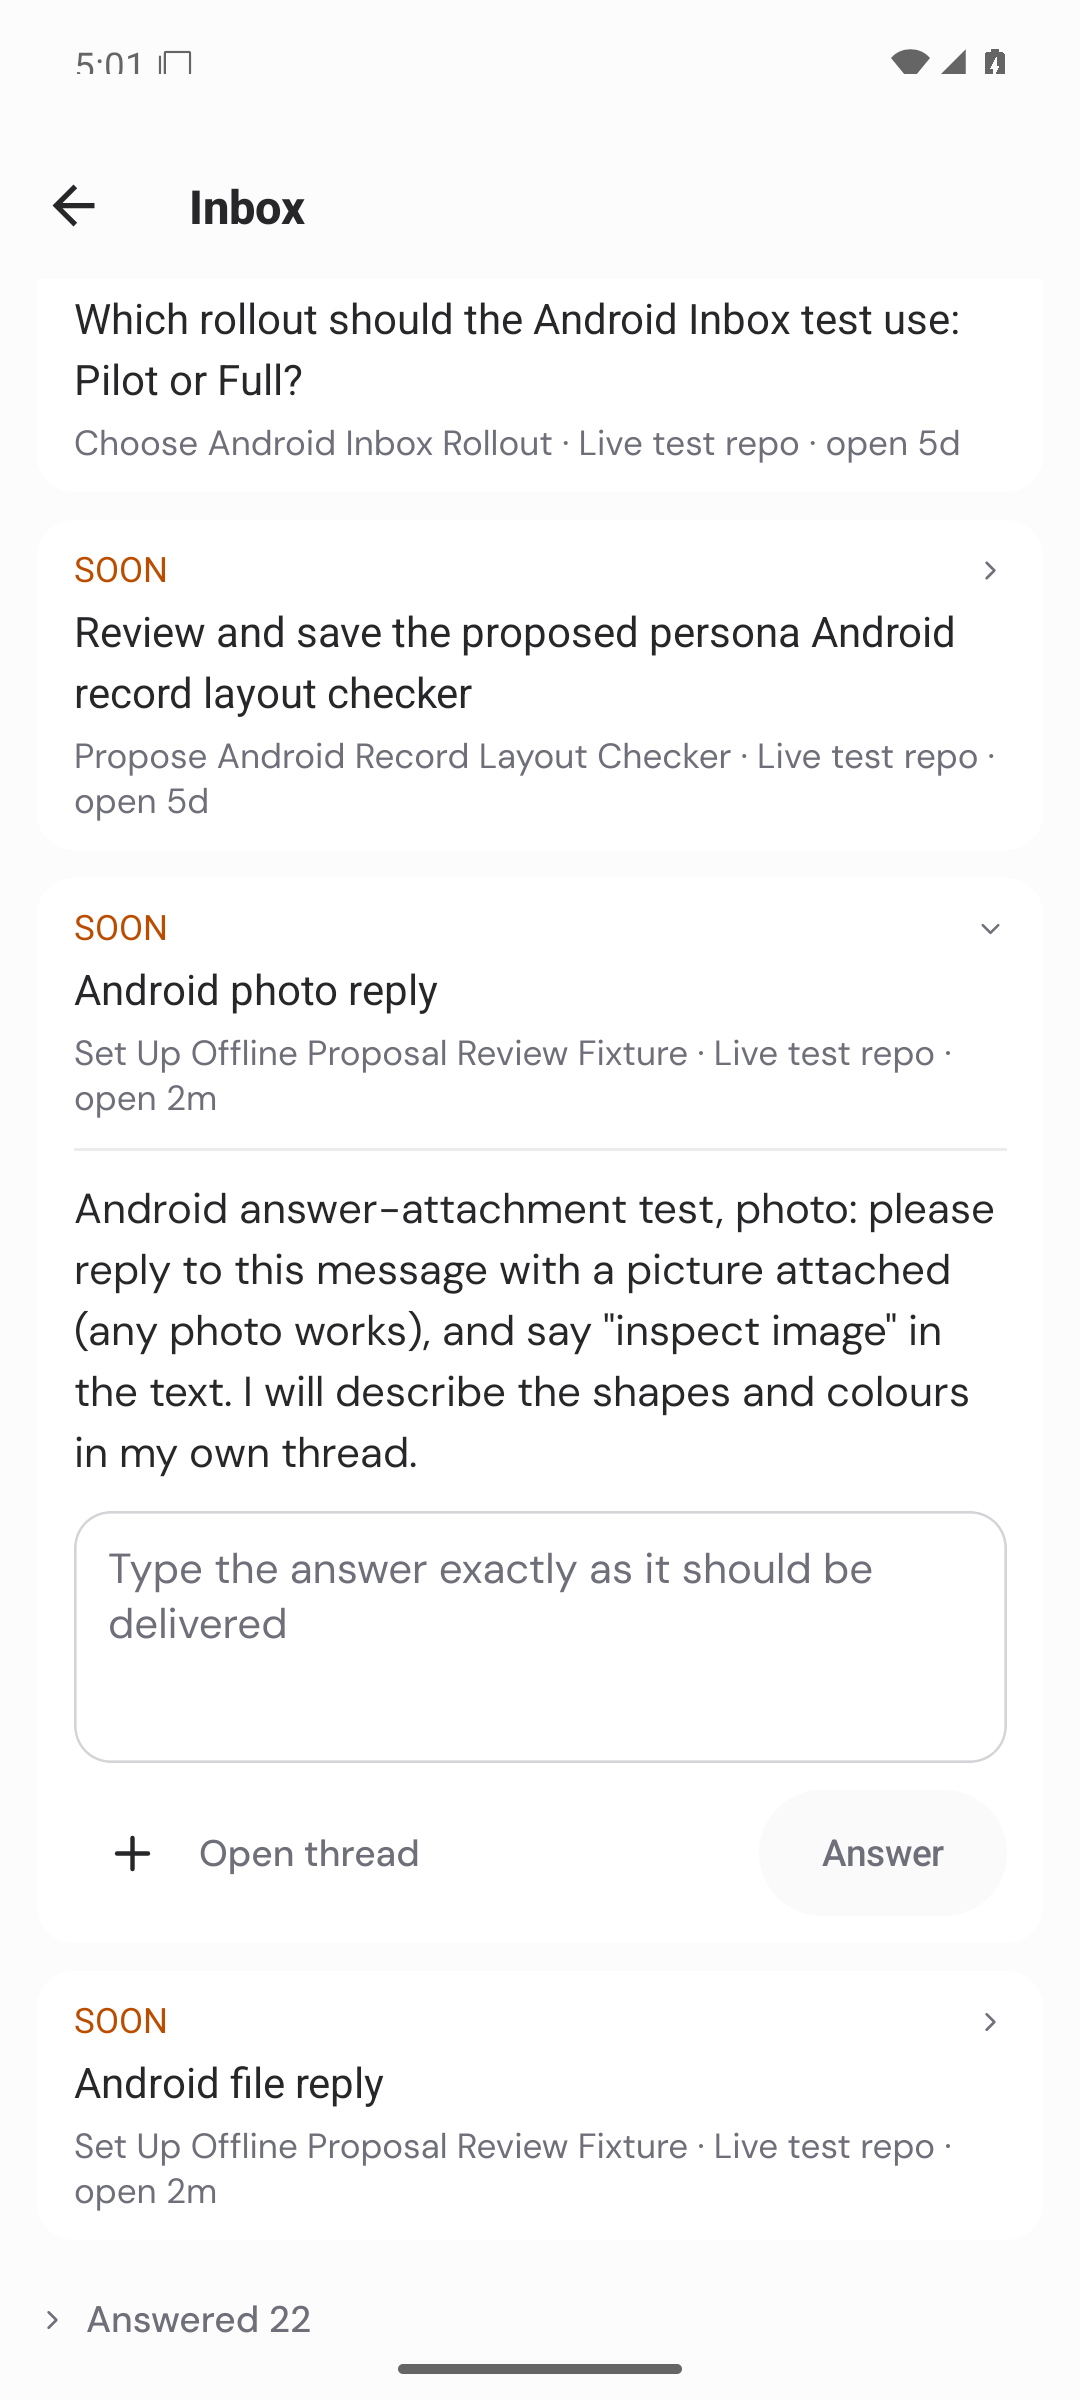 5:01
Inbox
Which rollout should the Android Inbox test use:
Pilot or Full?
Choose Android Inbox Rollout · Live test repo · open 5d
SOON
Review and save the proposed persona Android
record layout checker
Propose Android Record Layout Checker · Live test repo ·
open 5d
SOON
Android photo reply
Set Up Offline Proposal Review Fixture · Live test repo ·
open 2m
Android answer-attachment test, photo: please
reply to this message with a picture attached
(any photo works), and say "inspect image" in
the text. I will describe the shapes and colours
in my own thread.
Type the answer exactly as it should be
delivered
Open thread
Answer
SOON
Android file reply
Set Up Offline Proposal Review Fixture · Live test repo ·
open 2m
Answered 22